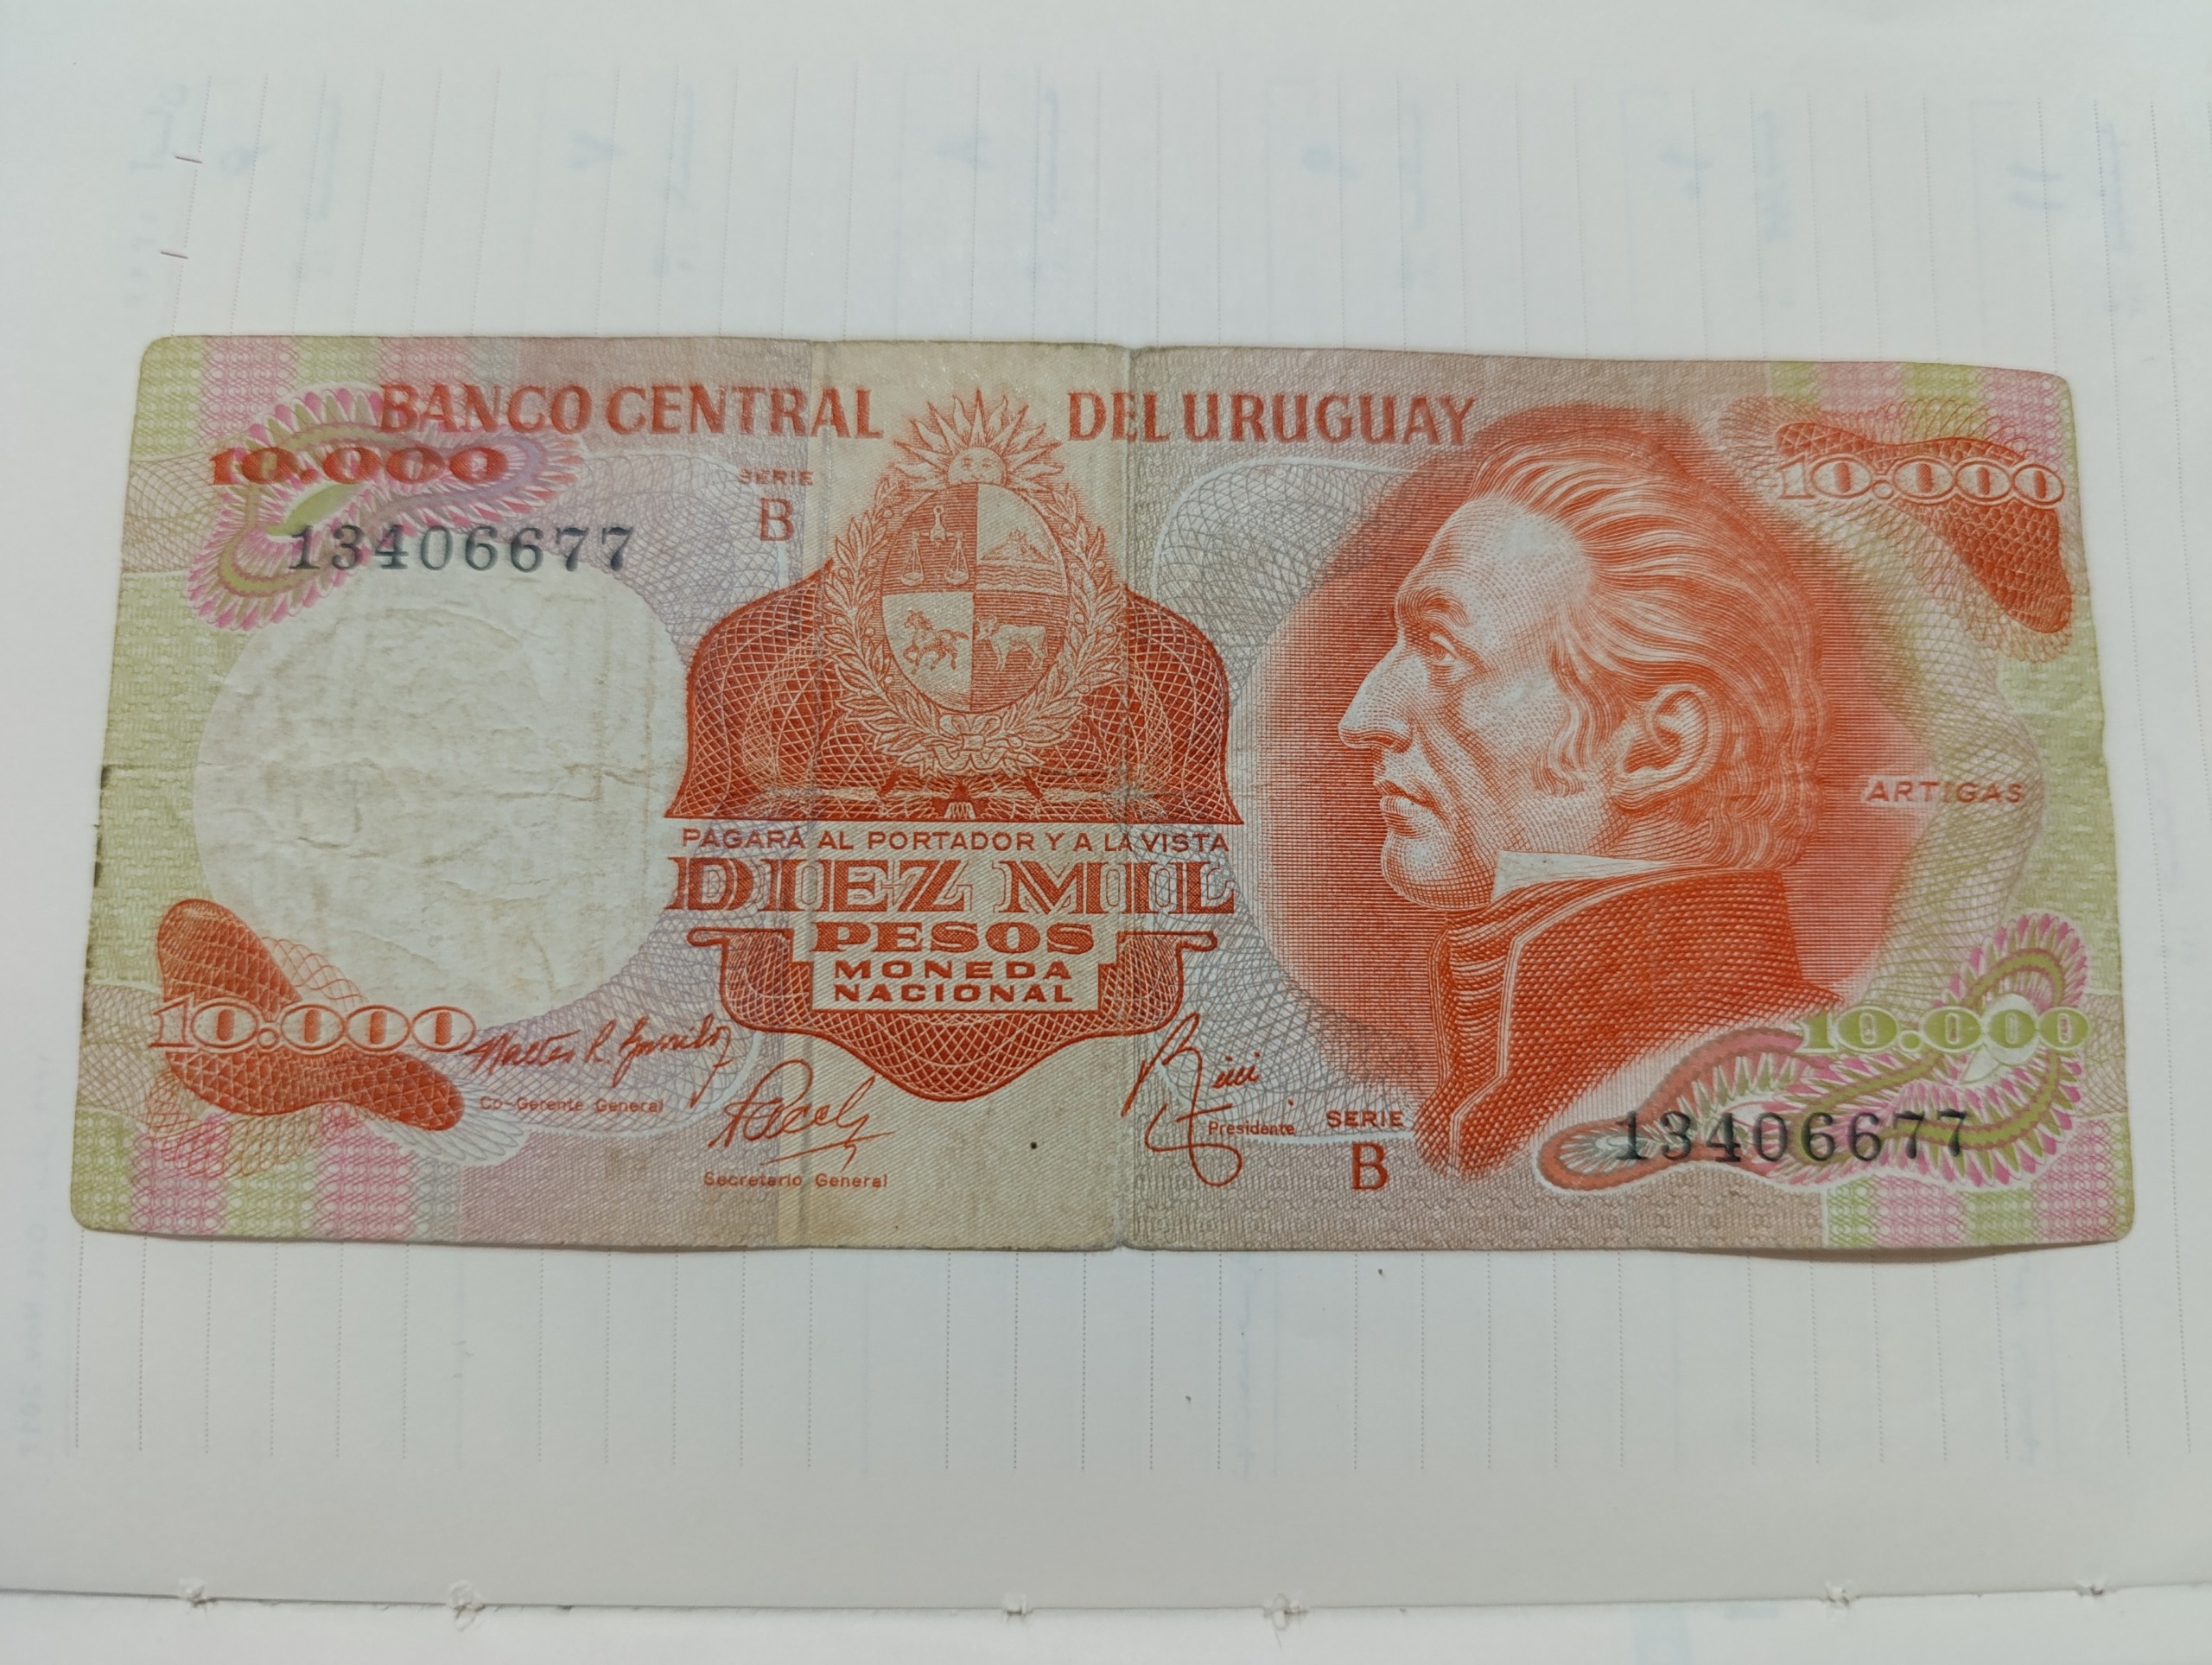 BANCO CENTRAL DEL URUGUAY
10.000
10.000
SERIE
B
13406677
ARTIGAS
PAGARÁ AL PORTADOR Y A LA VISTA
DIEZ MIL
PESOS
MONEDA
NACIONAL
10.000
10.000
Co-Gerente General
Secretario General
Presidente
SERIE
B
13406677